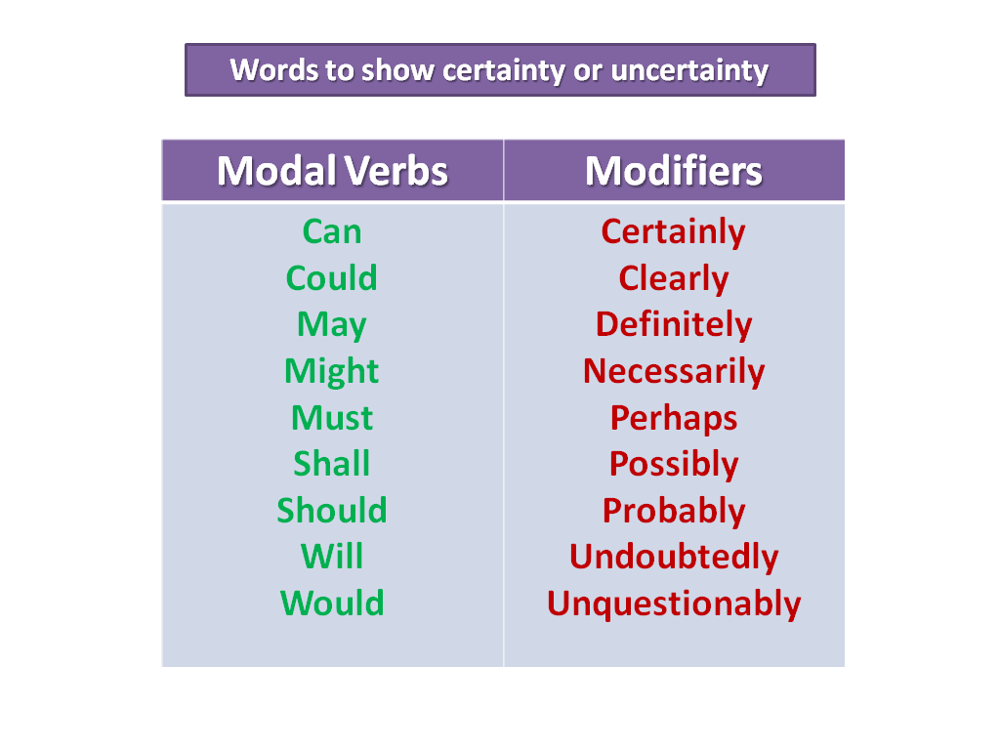 Words to show certainty or uncertainty
Modal Verbs Modifiers
Can Certainly
Could Clearly
May Definitely
Might Necessarily
Must Perhaps
Shall Possibly
Should Probably
Will Undoubtedly
Would Unquestionably